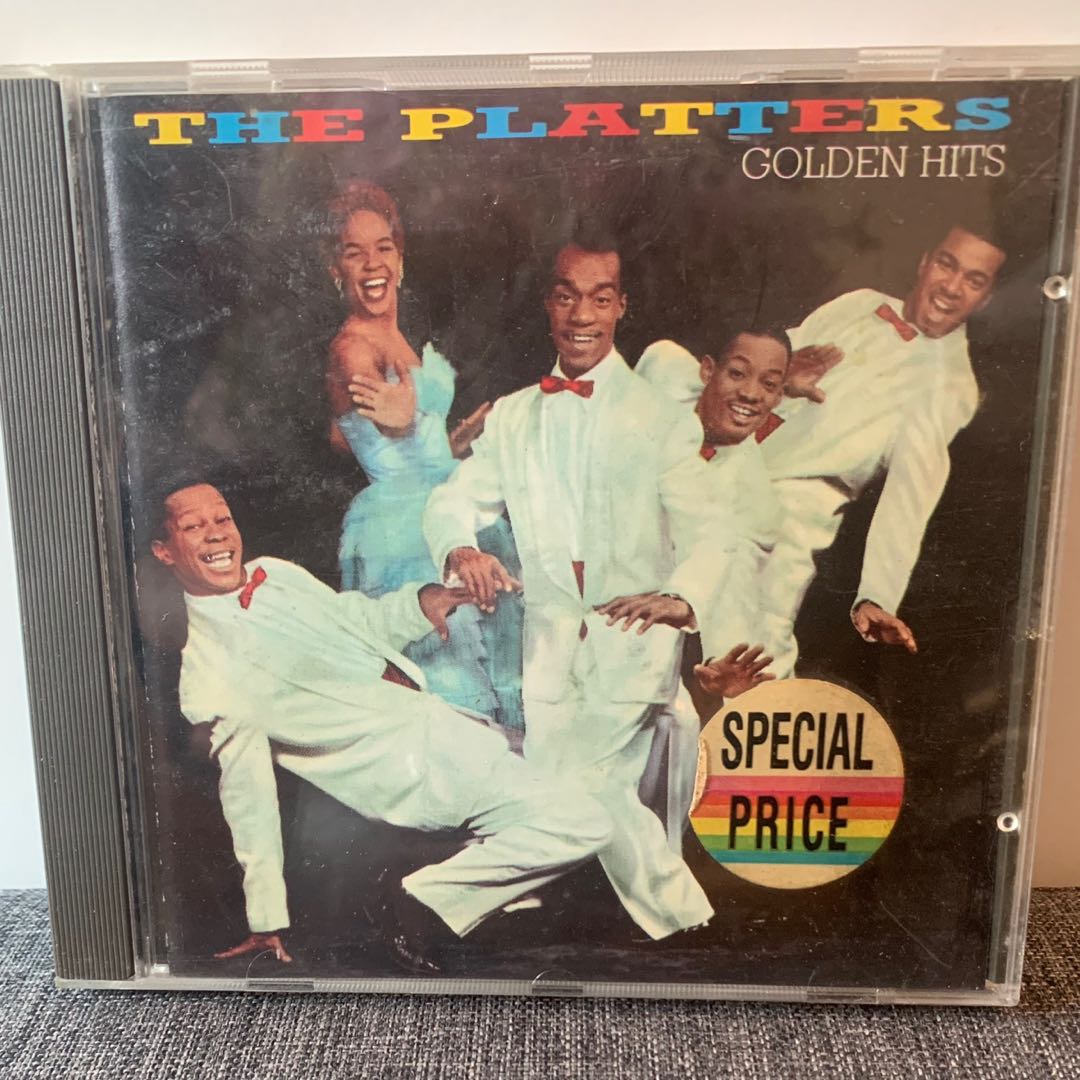 THE PLATTERS
GOLDEN HITS
SPECIAL
PRICE